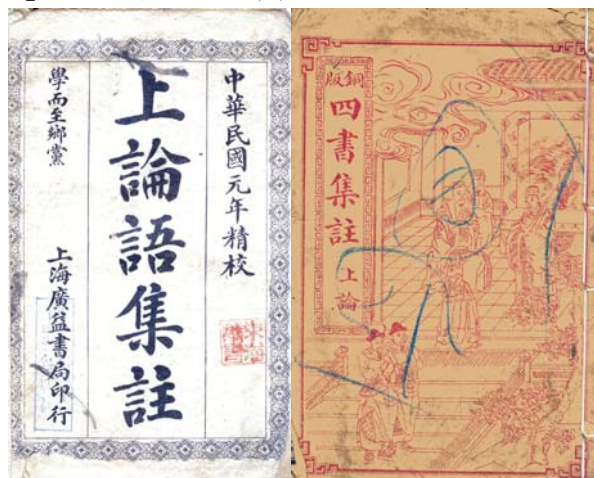 中華民國元年精校
上論語集註
學而至鄉黨
上海廣益書局印行
銅版
四書集註
上論